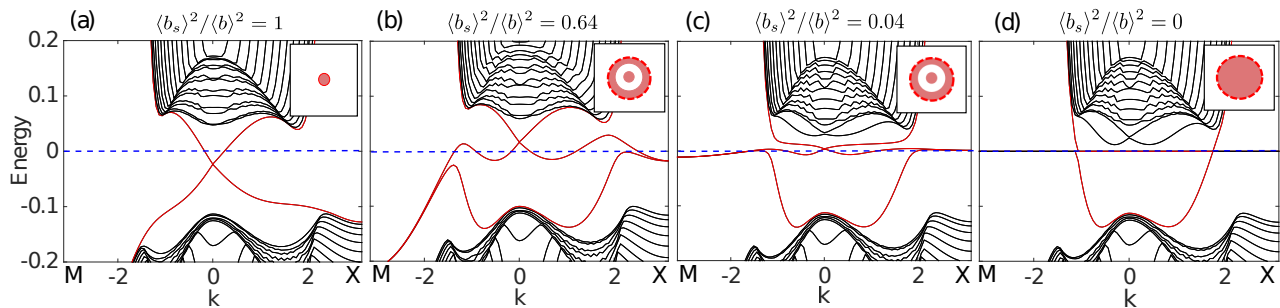 (a) ⟨b_s⟩²/⟨b⟩² = 1
(b) ⟨b_s⟩²/⟨b⟩² = 0.64
(c) ⟨b_s⟩²/⟨b⟩² = 0.04
(d) ⟨b_s⟩²/⟨b⟩² = 0
Energy
0.2
0.1
0
-0.1
-0.2
M -2 0 2 X
k
M -2 0 2 X
k
M -2 0 2 X
k
M -2 0 2 X
k